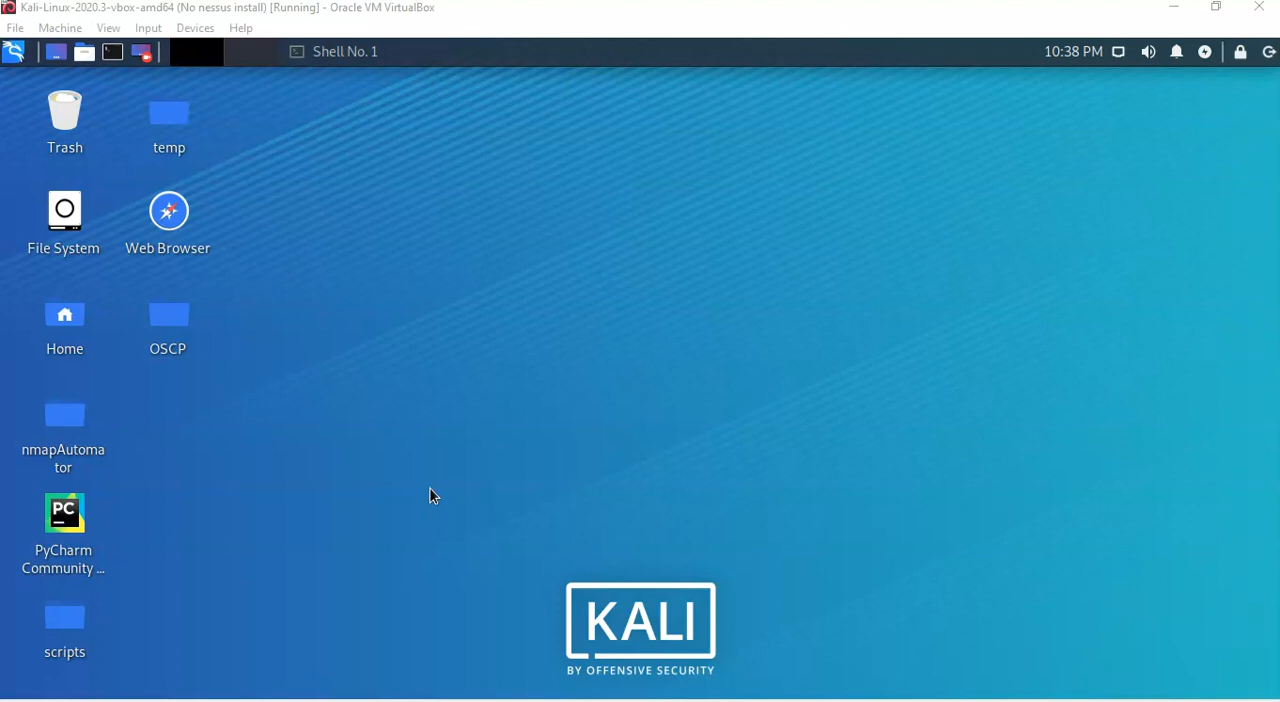 Kali-Linux-2020.3-vbox-amd64 (No nessus install) [Running] - Oracle VM VirtualBox
File Machine View Input Devices Help
Shell No. 1 10:38 PM
Trash temp
File System Web Browser
Home OSCP
nmapAutoma
tor
PC
PyCharm
Community ...
scripts
KALI
BY OFFENSIVE SECURITY